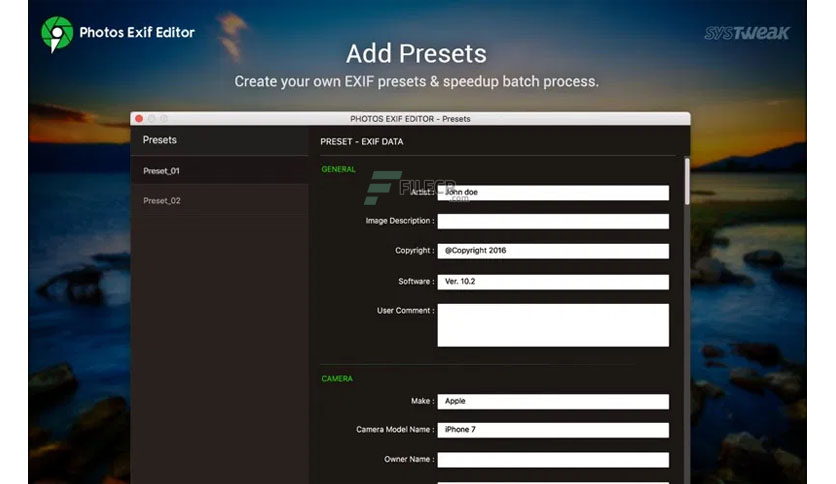 Photos Exif Editor
SYSTWEAK
Add Presets
Create your own EXIF presets & speedup batch process.
PHOTOS EXIF EDITOR - Presets
Presets
Preset_01
Preset_02
PRESET - EXIF DATA
GENERAL
FILECR
.com
Artist : John doe
Image Description :
Copyright : @Copyright 2016
Software : Ver. 10.2
User Comment :
CAMERA
Make : Apple
Camera Model Name : iPhone 7
Owner Name :